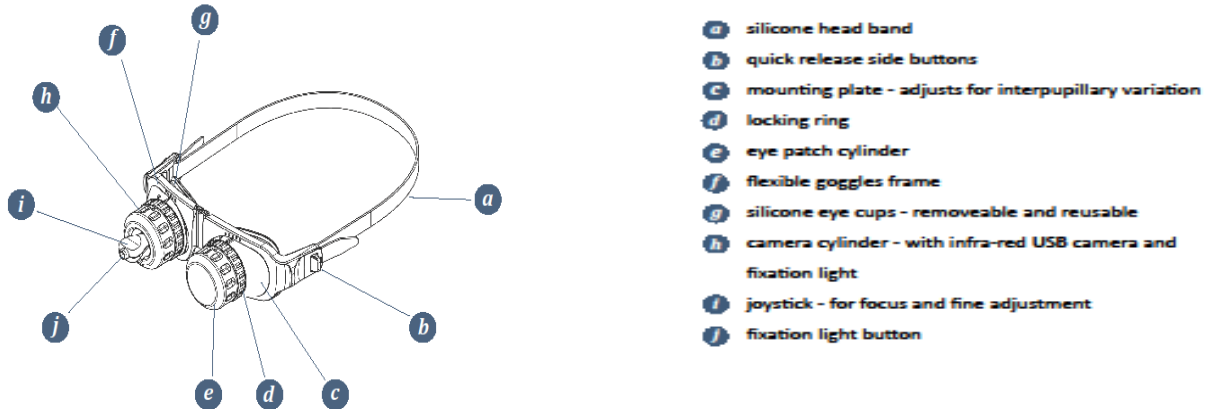 g
f
h
i
a
j
b
e
d
c
a silicone head band
b quick release side buttons
c mounting plate - adjusts for interpupillary variation
d locking ring
e eye patch cylinder
f flexible goggles frame
g silicone eye cups - removeable and reusable
h camera cylinder - with infra-red USB camera and
fixation light
i joystick - for focus and fine adjustment
j fixation light button